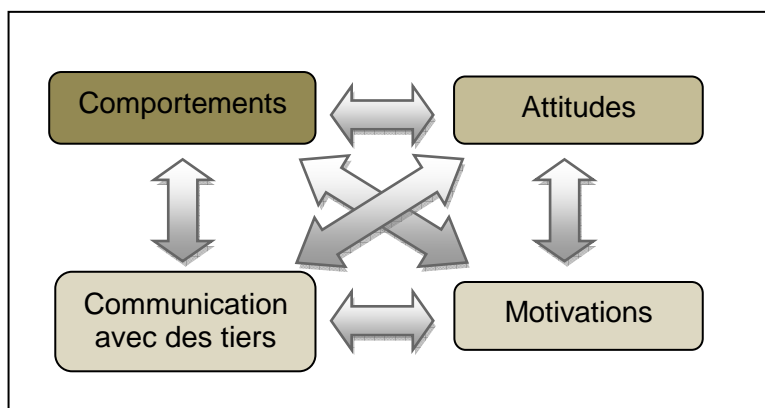 Comportements
Attitudes
Communication
avec des tiers
Motivations